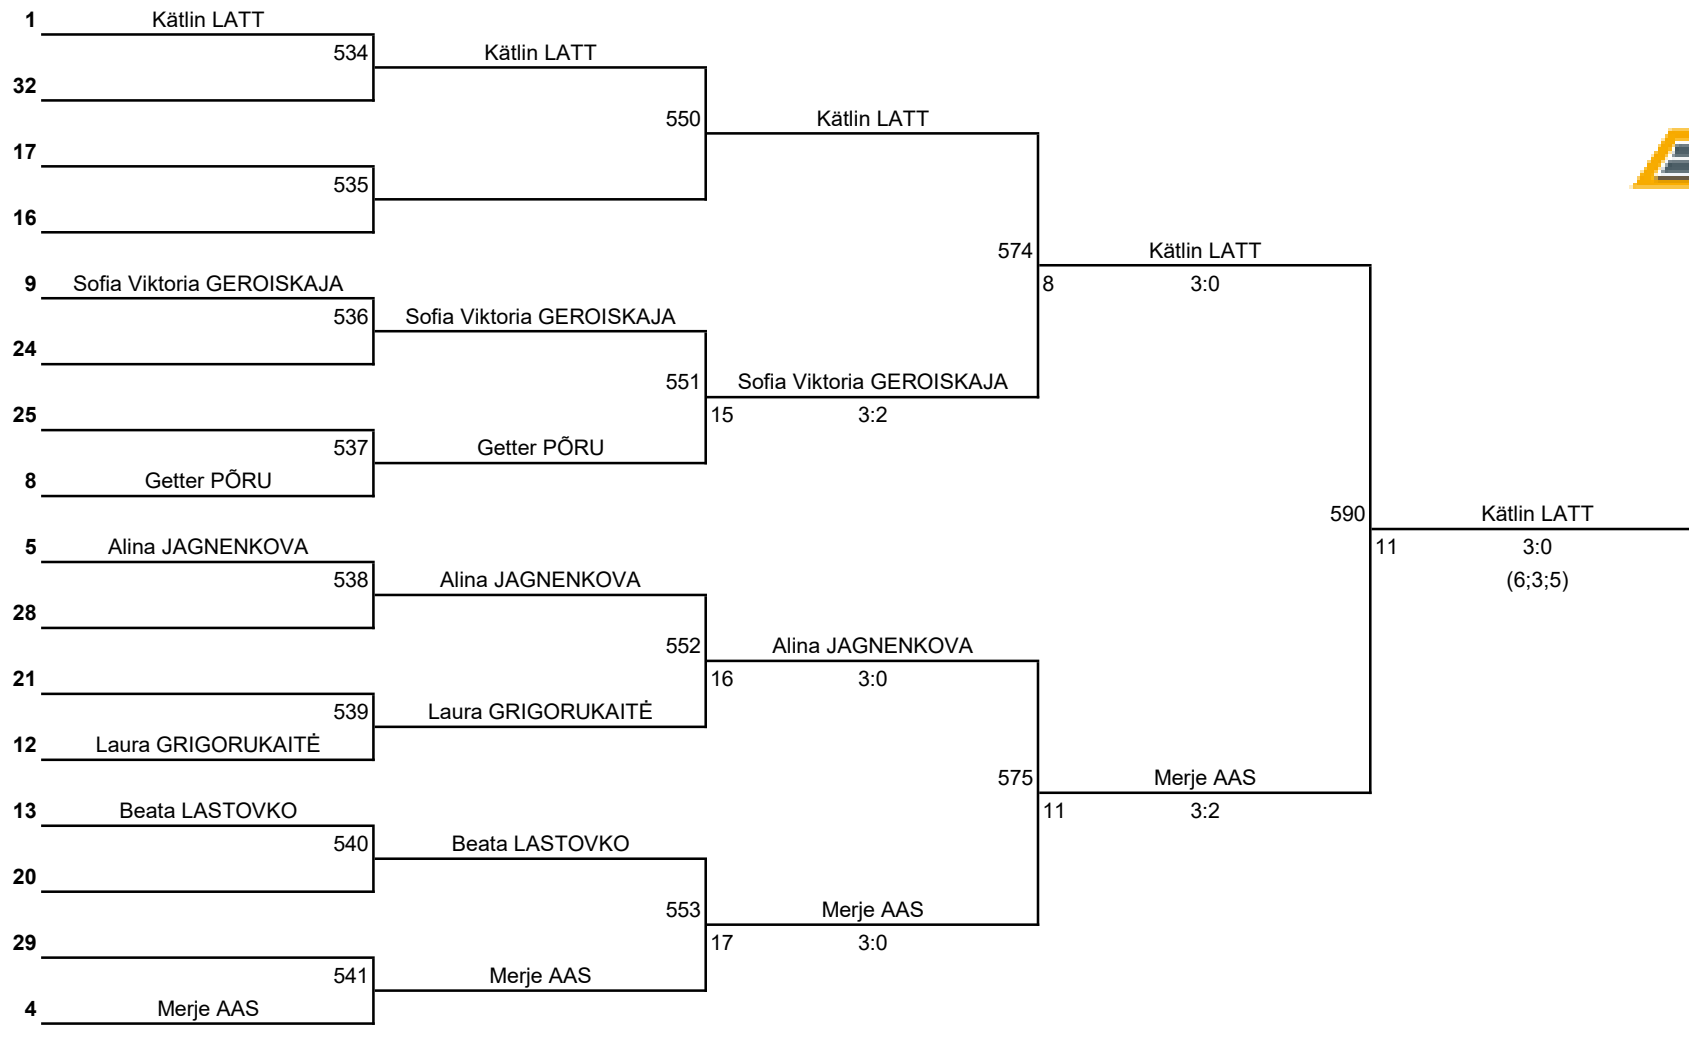 1 Kätlin LATT
534 Kätlin LATT
32
550 Kätlin LATT
17
535
16
574 Kätlin LATT
9 Sofia Viktoria GEROISKAJA
8 3:0
536 Sofia Viktoria GEROISKAJA
24
551 Sofia Viktoria GEROISKAJA
25
15 3:2
537 Getter PÕRU
8 Getter PÕRU
590 Kätlin LATT
5 Alina JAGNENKOVA
11 3:0
538 Alina JAGNENKOVA
(6;3;5)
28
552 Alina JAGNENKOVA
21
16 3:0
539 Laura GRIGORUKAITĖ
12 Laura GRIGORUKAITĖ
575 Merje AAS
13 Beata LASTOVKO
11 3:2
540 Beata LASTOVKO
20
553 Merje AAS
29
17 3:0
541 Merje AAS
4 Merje AAS